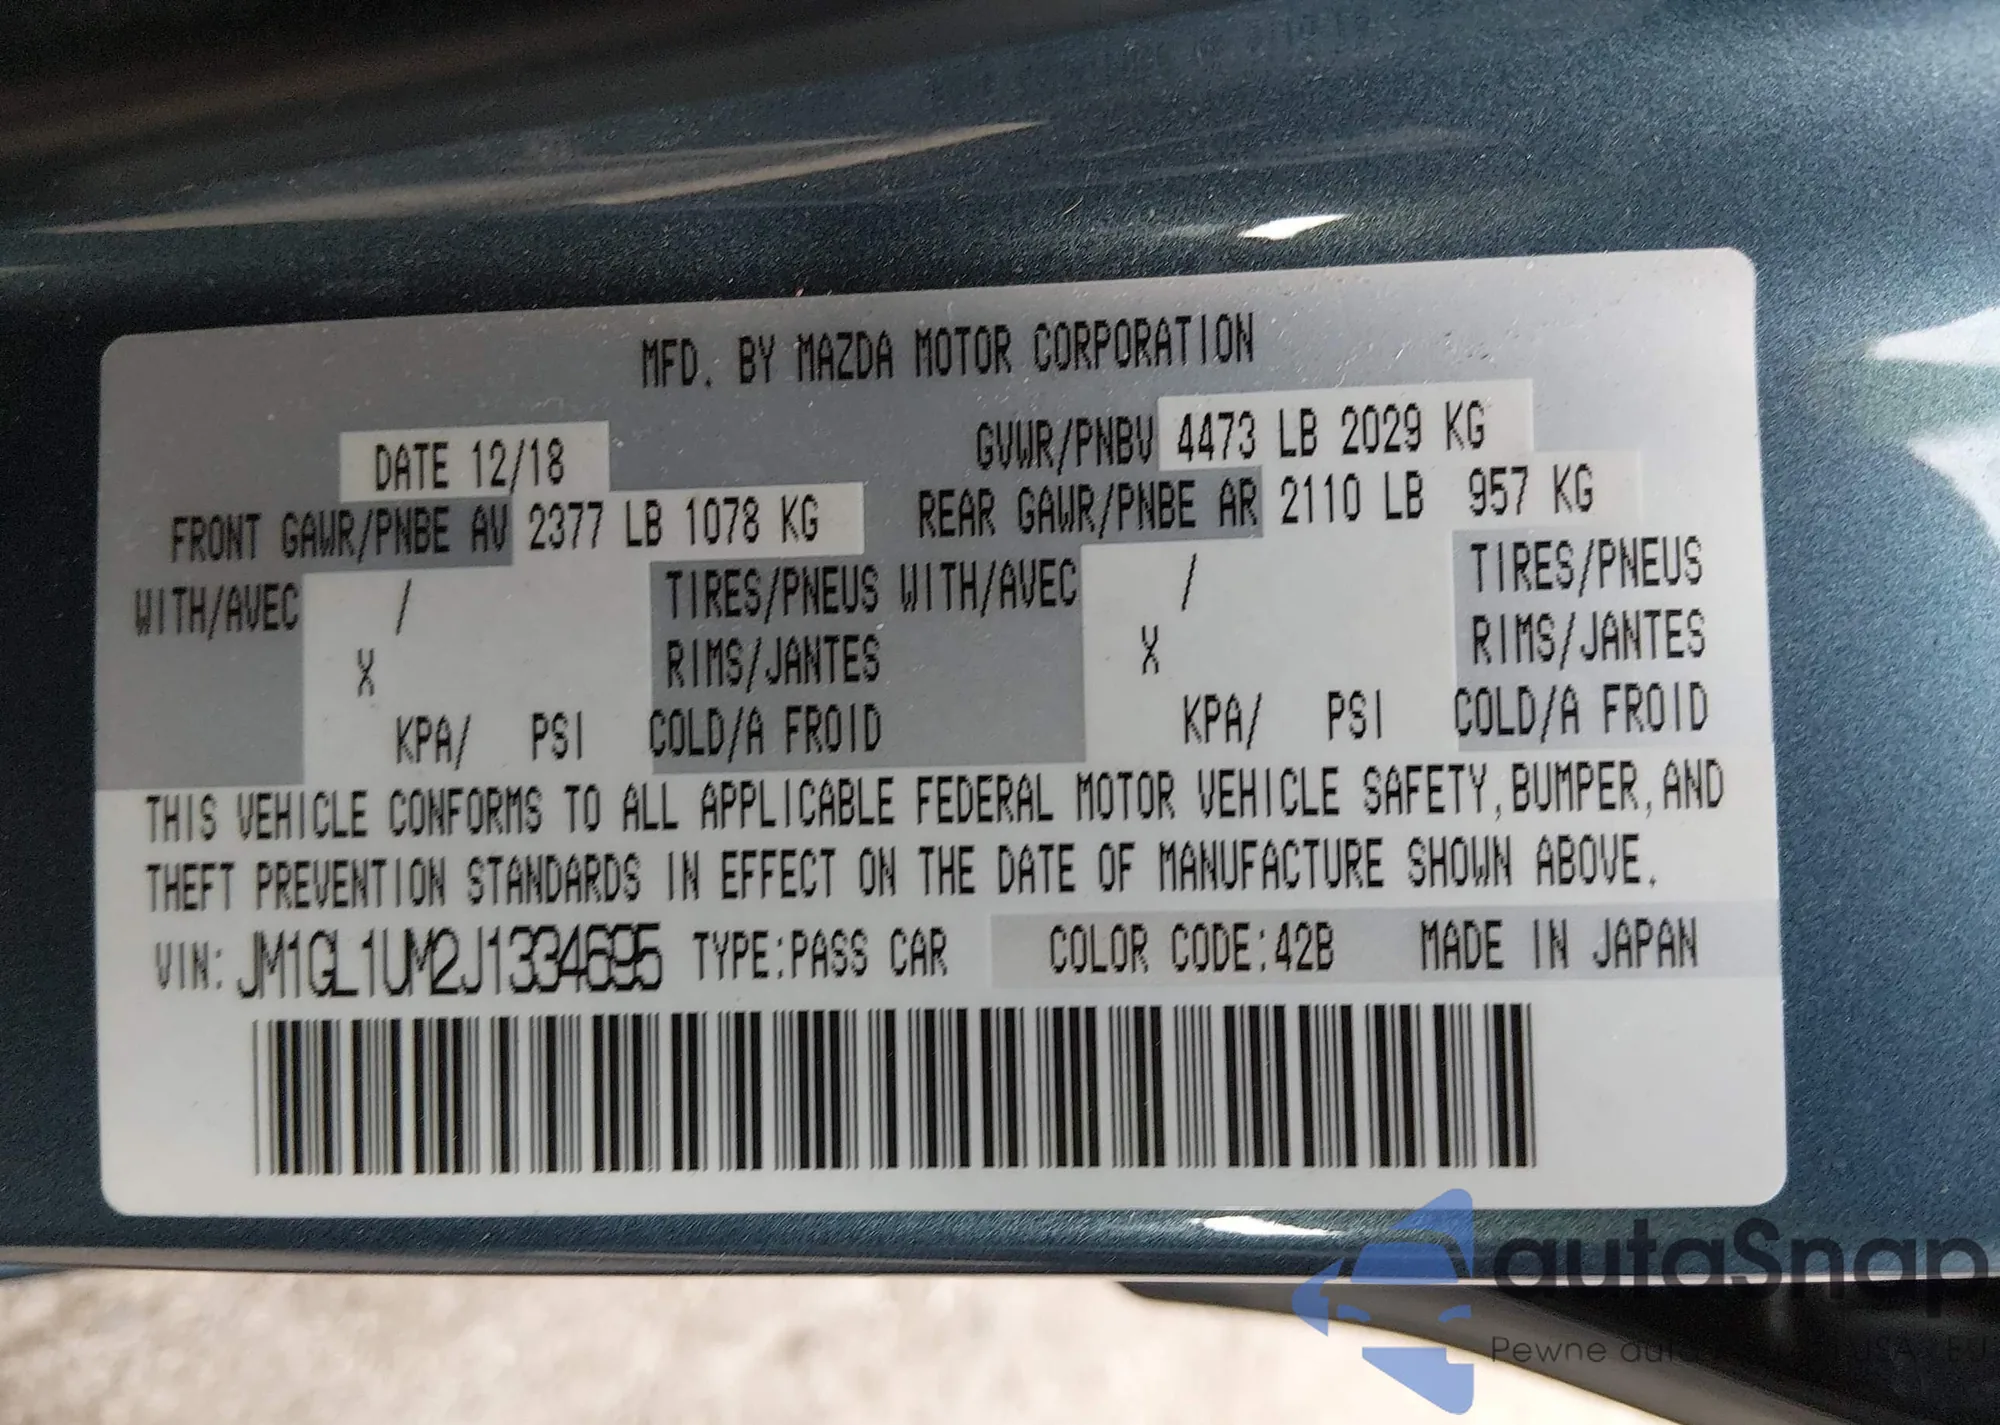 MFD. BY MAZDA MOTOR CORPORATION
DATE 12/18 GVWR/PNBV 4473 LB 2029 KG
FRONT GAWR/PNBE AV 2377 LB 1078 KG REAR GAWR/PNBE AR 2110 LB 957 KG
WITH/AVEC / TIRES/PNEUS WITH/AVEC / TIRES/PNEUS
X RIMS/JANTES X RIMS/JANTES
KPA/ PSI COLD/A FROID KPA/ PSI COLD/A FROID
THIS VEHICLE CONFORMS TO ALL APPLICABLE FEDERAL MOTOR VEHICLE SAFETY,BUMPER,AND
THEFT PREVENTION STANDARDS IN EFFECT ON THE DATE OF MANUFACTURE SHOWN ABOVE.
VIN: JM1GL1UM2J1334695 TYPE:PASS CAR COLOR CODE:42B MADE IN JAPAN
autaSnap
Pewne USA EU